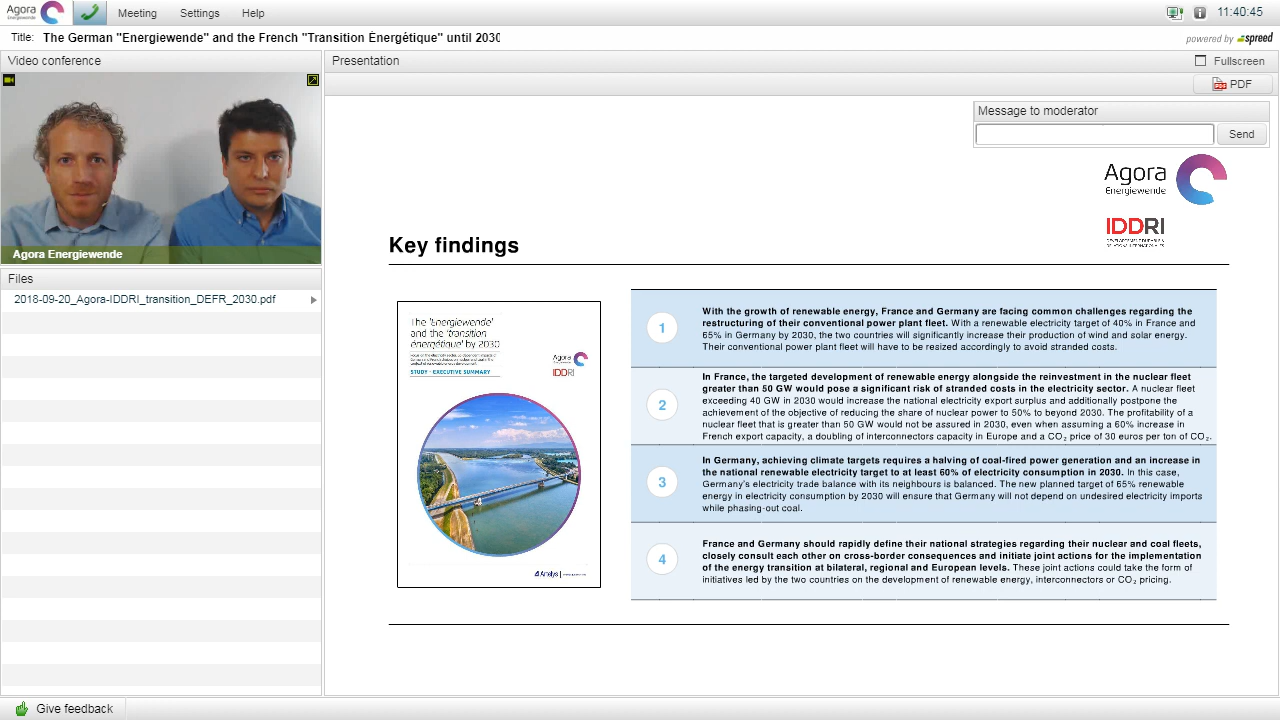 Agora
Energiewende
Meeting
Settings
Help
11:40:45
Title: The German "Energiewende" and the French "Transition Énergétique" until 2030
powered by spreed
Video conference
Agora Energiewende
Files
2018-09-20_Agora-IDDRI_transition_DEFR_2030.pdf
Presentation
Fullscreen
PDF
Message to moderator
Send
Agora
Energiewende
IDDRI
Key findings
The 'Energiewende'
and the 'transition
énergétique' by 2030
STUDY - EXECUTIVE SUMMARY
Agora
Energiewende
IDDRI
Artelys
1
With the growth of renewable energy, France and Germany are facing common challenges regarding the
restructuring of their conventional power plant fleet. With a renewable electricity target of 40% in France and
65% in Germany by 2030, the two countries will significantly increase their production of wind and solar energy.
Their conventional power plant fleet will have to be resized accordingly to avoid stranded costs.
2
In France, the targeted development of renewable energy alongside the reinvestment in the nuclear fleet
greater than 50 GW would pose a significant risk of stranded costs in the electricity sector. A nuclear fleet
exceeding 40 GW in 2030 would increase the national electricity export surplus and additionally postpone the
achievement of the objective of reducing the share of nuclear power to 50% to beyond 2030. The profitability of a
nuclear fleet that is greater than 50 GW would not be assured in 2030, even when assuming a 60% increase in
French export capacity, a doubling of interconnectors capacity in Europe and a CO₂ price of 30 euros per ton of CO₂.
3
In Germany, achieving climate targets requires a halving of coal-fired power generation and an increase in
the national renewable electricity target to at least 60% of electricity consumption in 2030. In this case,
Germany's electricity trade balance with its neighbours is balanced. The new planned target of 65% renewable
energy in electricity consumption by 2030 will ensure that Germany will not depend on undesired electricity imports
while phasing-out coal.
4
France and Germany should rapidly define their national strategies regarding their nuclear and coal fleets,
closely consult each other on cross-border consequences and initiate joint actions for the implementation
of the energy transition at bilateral, regional and European levels. These joint actions could take the form of
initiatives led by the two countries on the development of renewable energy, interconnectors or CO₂ pricing.
Give feedback